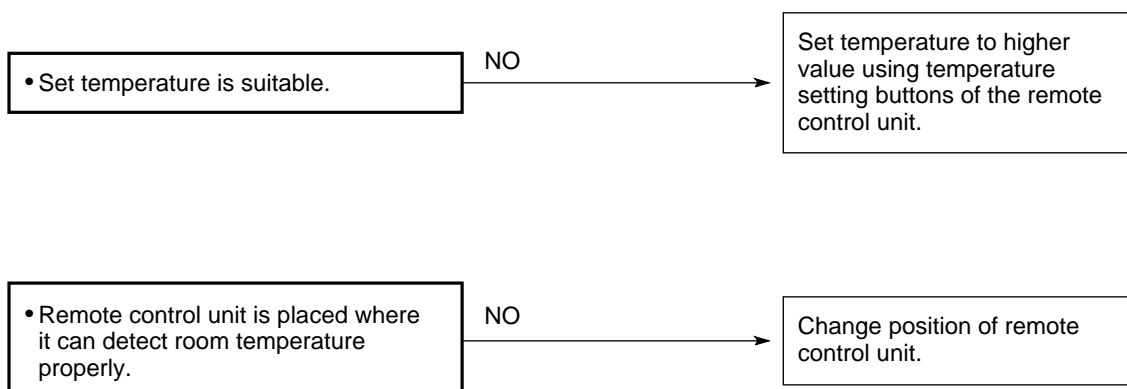 • Set temperature is suitable.
NO
Set temperature to higher
value using temperature
setting buttons of the remote
control unit.
• Remote control unit is placed where
it can detect room temperature
properly.
NO
Change position of remote
control unit.